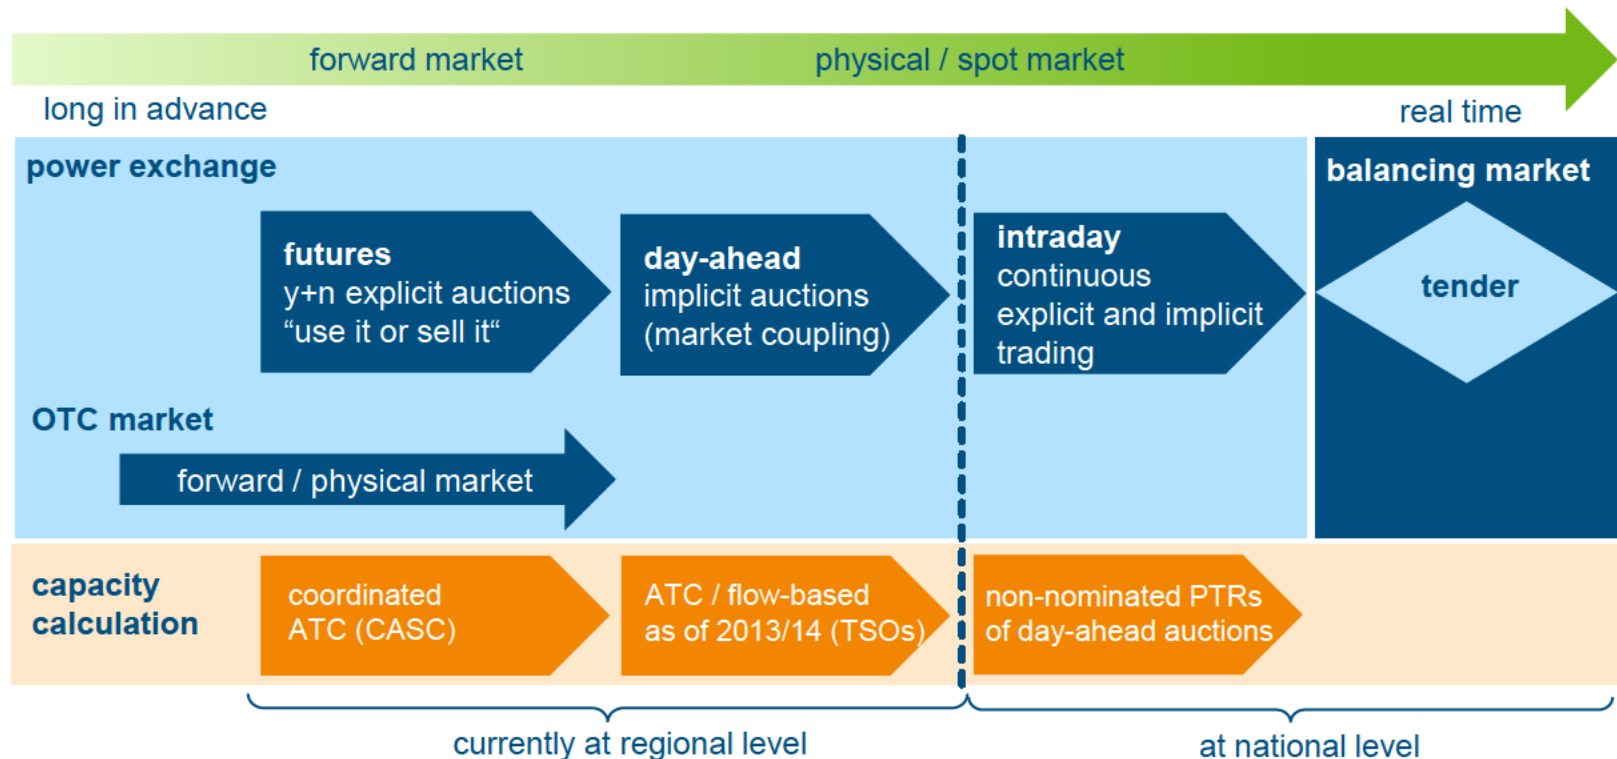 forward market
physical / spot market
long in advance
real time
power exchange
balancing market
futures
y+n explicit auctions
“use it or sell it“
day-ahead
implicit auctions
(market coupling)
intraday
continuous
explicit and implicit
trading
tender
OTC market
forward / physical market
capacity
calculation
coordinated
ATC (CASC)
ATC / flow-based
as of 2013/14 (TSOs)
non-nominated PTRs
of day-ahead auctions
currently at regional level
at national level